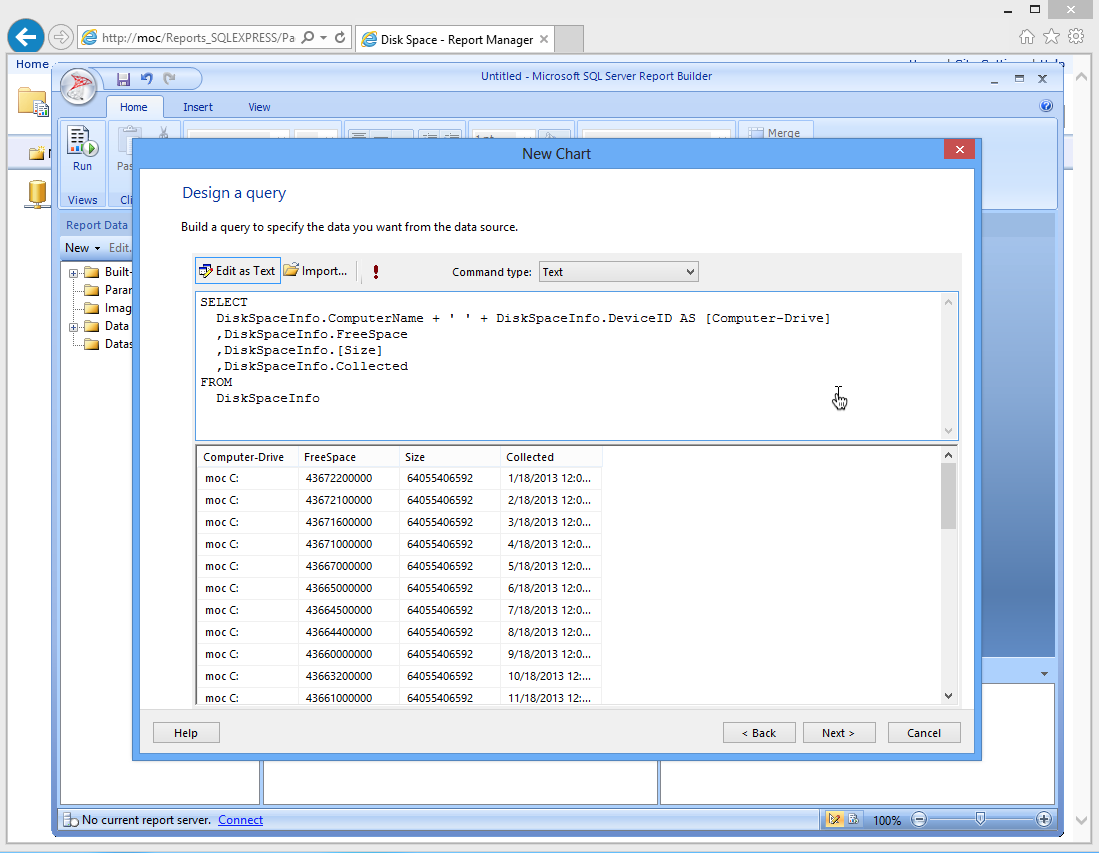 http://moc/Reports_SQLEXPRESS/Pa
Disk Space - Report Manager
Home
Untitled - Microsoft SQL Server Report Builder
Home Insert View
Run
Views
Merge
New Chart
Report Data
New Edit
Data
Design a query
Build a query to specify the data you want from the data source.
Edit as Text Import... Command type: Text
SELECT
DiskSpaceInfo.ComputerName + ' ' + DiskSpaceInfo.DeviceID AS [Computer-Drive]
,DiskSpaceInfo.FreeSpace
,DiskSpaceInfo.[Size]
,DiskSpaceInfo.Collected
FROM
DiskSpaceInfo
Computer-Drive FreeSpace Size Collected
moc C: 43672200000 64055406592 1/18/2013 12:0...
moc C: 43672100000 64055406592 2/18/2013 12:0...
moc C: 43671600000 64055406592 3/18/2013 12:0...
moc C: 43671000000 64055406592 4/18/2013 12:0...
moc C: 43667000000 64055406592 5/18/2013 12:0...
moc C: 43665000000 64055406592 6/18/2013 12:0...
moc C: 43664500000 64055406592 7/18/2013 12:0...
moc C: 43664400000 64055406592 8/18/2013 12:0...
moc C: 43660000000 64055406592 9/18/2013 12:0...
moc C: 43663200000 64055406592 10/18/2013 12:...
moc C: 43661000000 64055406592 11/18/2013 12:...
Help < Back Next > Cancel
No current report server. Connect
100%